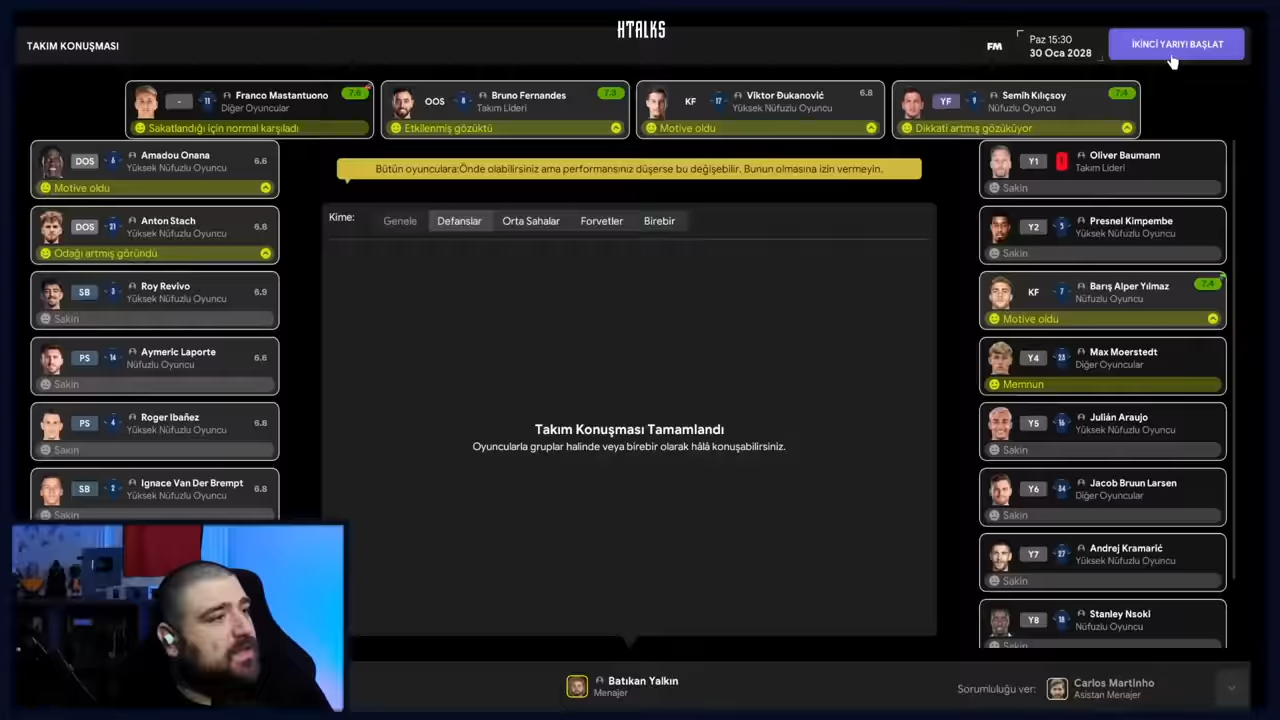 HTALKS
TAKIM KONUŞMASI
FM
Paz 15:30
30 Oca 2028
İKİNCİ YARIYI BAŞLAT
- 11 Franco Mastantuono 7.6
Diğer Oyuncular
Sakatlandığı için normal karşıladı
OOS 8 Bruno Fernandes 7.3
Takım Lideri
Etkilenmiş gözüktü
KF 17 Viktor Đukanović 6.8
Yüksek Nüfuzlu Oyuncu
Motive oldu
YF 9 Semih Kılıçsoy 7.4
Nüfuzlu Oyuncu
Dikkati artmış gözüküyor
DOS 6 Amadou Onana 6.6
Yüksek Nüfuzlu Oyuncu
Motive oldu
DOS 21 Anton Stach 6.8
Yüksek Nüfuzlu Oyuncu
Odağı artmış göründü
SB 3 Roy Revivo 6.9
Yüksek Nüfuzlu Oyuncu
Sakin
PS 14 Aymeric Laporte 6.6
Nüfuzlu Oyuncu
Sakin
PS 4 Roger Ibañez 6.8
Yüksek Nüfuzlu Oyuncu
Sakin
SB 2 Ignace Van Der Brempt 6.8
Yüksek Nüfuzlu Oyuncu
Sakin
Bütün oyunculara:Önde olabilirsiniz ama performansınız düşerse bu değişebilir. Bunun olmasına izin vermeyin.
Kime: Genele Defanslar Orta Sahalar Forvetler Birebir
Takım Konuşması Tamamlandı
Oyuncularla gruplar halinde veya birebir olarak hâlâ konuşabilirsiniz.
Y1 1 Oliver Baumann
Takım Lideri
Sakin
Y2 5 Presnel Kimpembe
Yüksek Nüfuzlu Oyuncu
Sakin
KF 7 Barış Alper Yılmaz 7.4
Nüfuzlu Oyuncu
Motive oldu
Y4 23 Max Moerstedt
Diğer Oyuncular
Memnun
Y5 16 Julián Araujo
Yüksek Nüfuzlu Oyuncu
Sakin
Y6 34 Jacob Bruun Larsen
Diğer Oyuncular
Sakin
Y7 27 Andrej Kramarić
Yüksek Nüfuzlu Oyuncu
Sakin
Y8 18 Stanley Nsoki
Nüfuzlu Oyuncu
Sakin
Batıkan Yalkın
Menajer
Sorumluluğu ver:
Carlos Martinho
Asistan Menajer